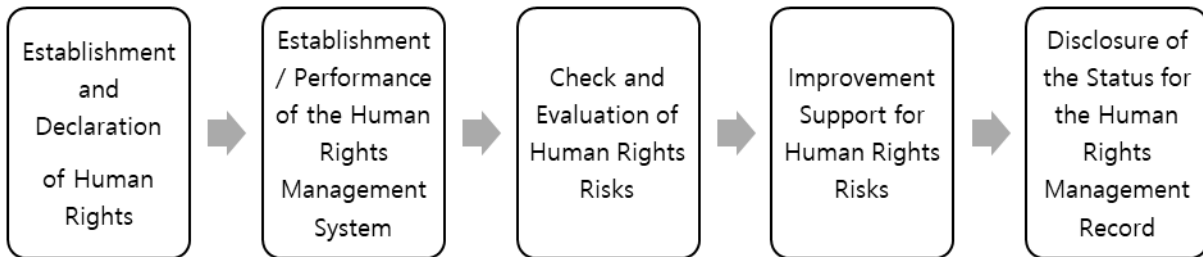 Establishment
and
Declaration
of Human
Rights
Establishment
/ Performance
of the Human
Rights
Management
System
Check and
Evaluation of
Human Rights
Risks
Improvement
Support for
Human Rights
Risks
Disclosure of
the Status for
the Human
Rights
Management
Record